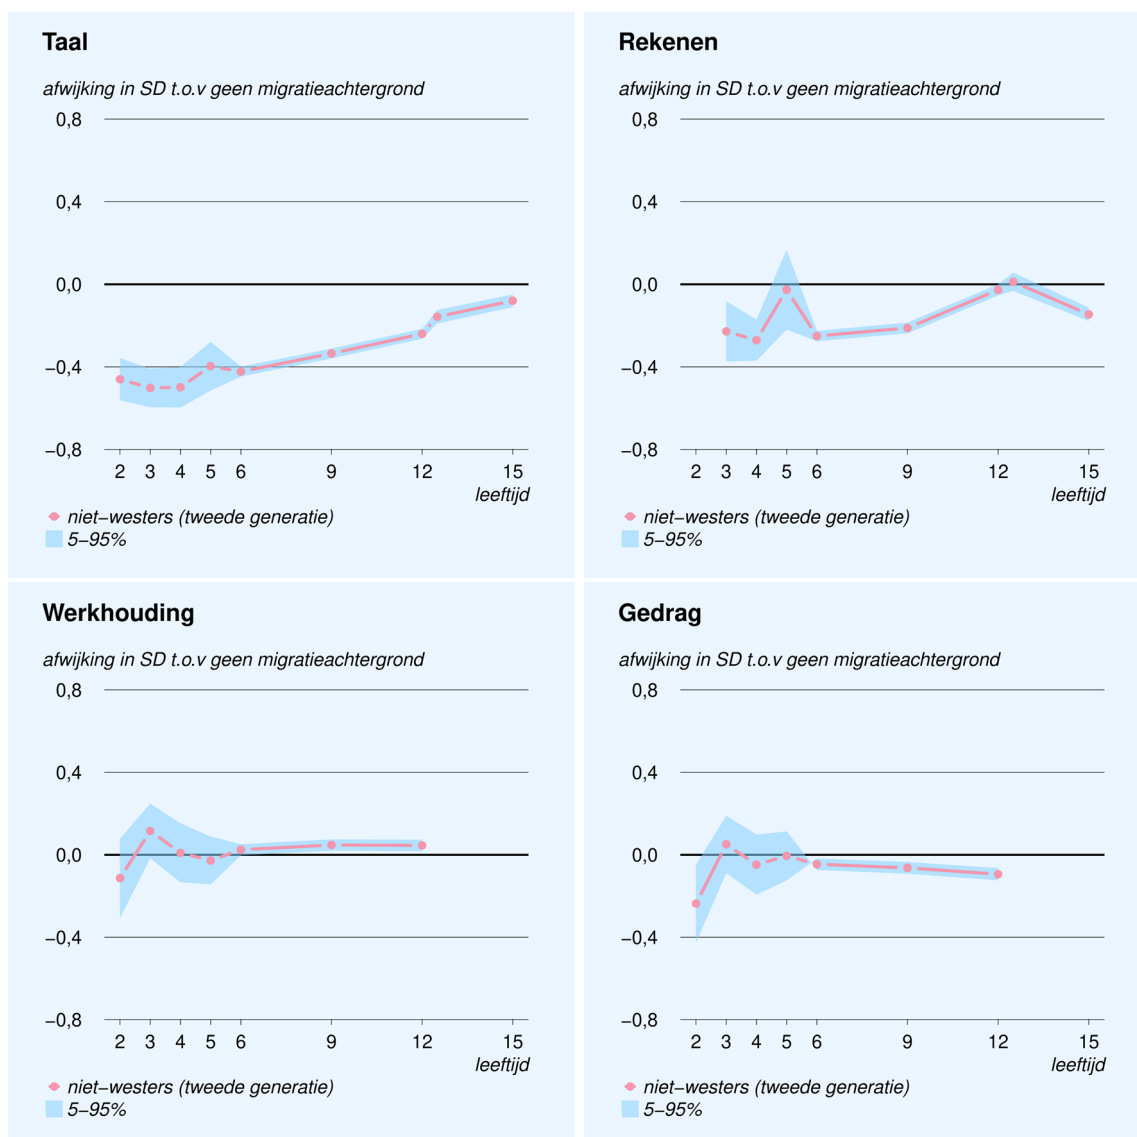 Taal
afwijking in SD t.o.v geen migratieachtergrond
0,8
0,4
0,0
−0,4
−0,8
2 3 4 5 6 9 12 15
leeftijd
niet−westers (tweede generatie)
5−95%
Rekenen
afwijking in SD t.o.v geen migratieachtergrond
0,8
0,4
0,0
−0,4
−0,8
2 3 4 5 6 9 12 15
leeftijd
niet−westers (tweede generatie)
5−95%
Werkhouding
afwijking in SD t.o.v geen migratieachtergrond
0,8
0,4
0,0
−0,4
−0,8
2 3 4 5 6 9 12 15
leeftijd
niet−westers (tweede generatie)
5−95%
Gedrag
afwijking in SD t.o.v geen migratieachtergrond
0,8
0,4
0,0
−0,4
−0,8
2 3 4 5 6 9 12 15
leeftijd
niet−westers (tweede generatie)
5−95%